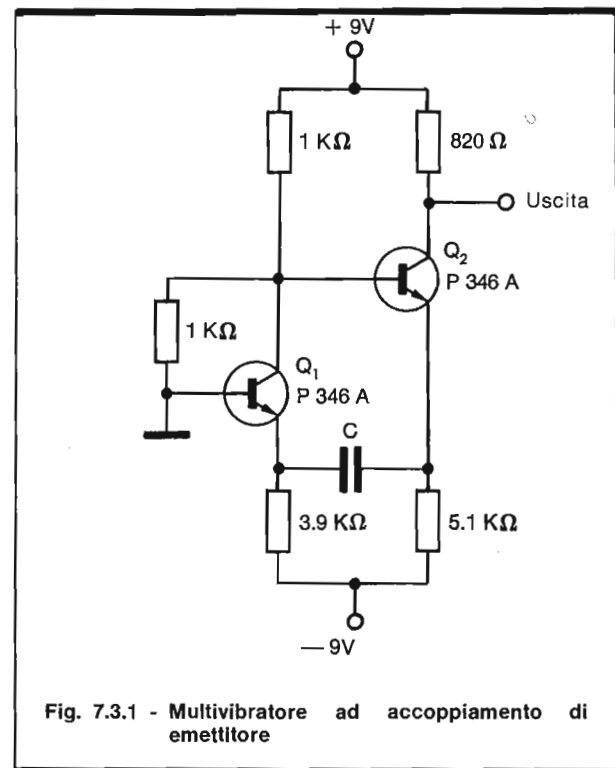 + 9V
1 KΩ
820 Ω
Uscita
Q₂
P 346 A
1 KΩ
Q₁
P 346 A
C
3.9 KΩ
5.1 KΩ
— 9V
Fig. 7.3.1 - Multivibratore ad accoppiamento di
emettitore